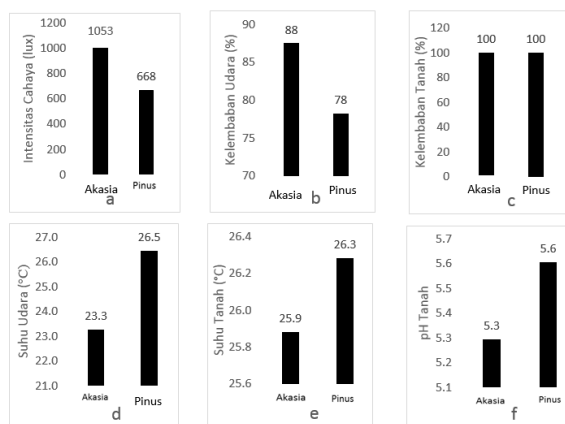 Intensitas Cahaya (lux)
1200
1000
800
600
400
200
0
1053
668
Akasia
Pinus
a
Kelembaban Udara (%)
90
85
80
75
70
88
78
Akasia
Pinus
b
Kelembaban Tanah (%)
120
100
80
60
40
20
0
100
100
Akasia
Pinus
c
Suhu Udara (°C)
27.0
26.0
25.0
24.0
23.0
22.0
21.0
23.3
26.5
Akasia
Pinus
d
Suhu Tanah (°C)
26.4
26.2
26.0
25.8
25.6
25.9
26.3
Akasia
Pinus
e
pH Tanah
5.7
5.6
5.5
5.4
5.3
5.2
5.1
5.3
5.6
Akasia
Pinus
f